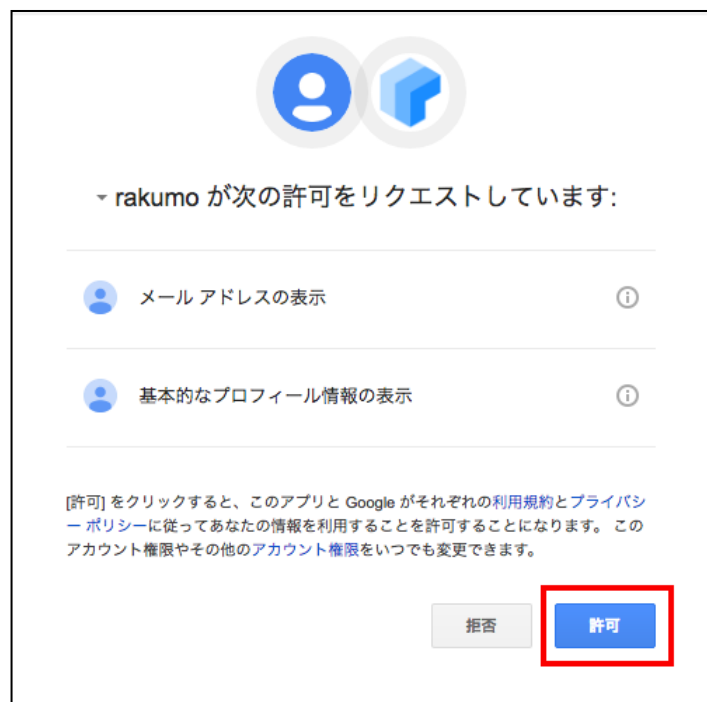 rakumo が次の許可をリクエストしています:
メール アドレスの表示
基本的なプロフィール情報の表示
[許可] をクリックすると、このアプリと Google がそれぞれの利用規約とプライバシ
ー ポリシーに従ってあなたの情報を利用することを許可することになります。 この
アカウント権限やその他のアカウント権限をいつでも変更できます。
拒否
許可